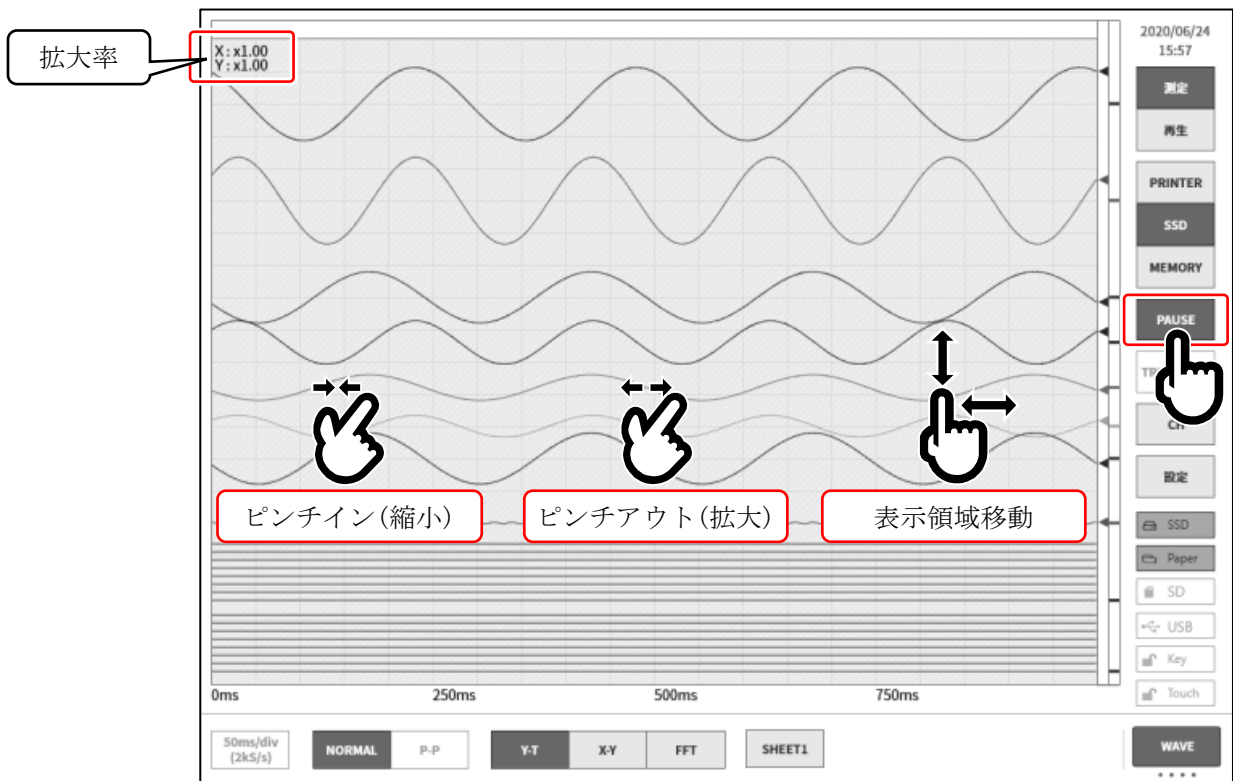 拡大率
X:x1.00
Y:x1.00
2020/06/24
15:57
測定
再生
PRINTER
SSD
MEMORY
PAUSE
CH
設定
SSD
Paper
SD
USB
Key
Touch
ピンチイン(縮小)
ピンチアウト(拡大)
表示領域移動
0ms
250ms
500ms
750ms
50ms/div
(2kS/s)
NORMAL
P-P
Y-T
X-Y
FFT
SHEET1
WAVE